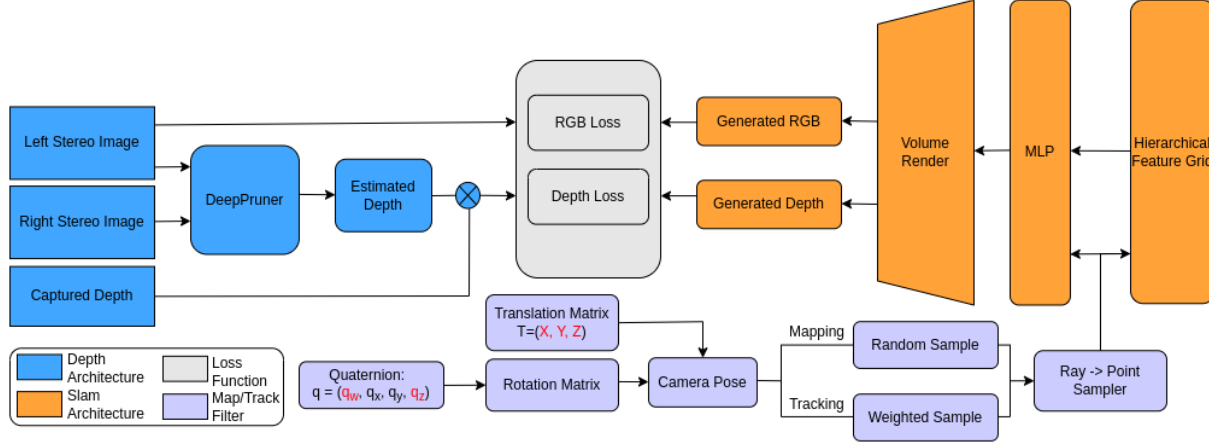 Left Stereo Image
Right Stereo Image
Captured Depth
DeepPruner
Estimated
Depth
RGB Loss
Depth Loss
Generated RGB
Generated Depth
Volume
Render
MLP
Hierarchical
Feature Grid
Translation Matrix
T=(X, Y, Z)
Quaternion:
q = (qw, qx, qy, qz)
Rotation Matrix
Camera Pose
Mapping
Tracking
Random Sample
Weighted Sample
Ray -> Point
Sampler
Depth
Architecture
Slam
Architecture
Loss
Function
Map/Track
Filter